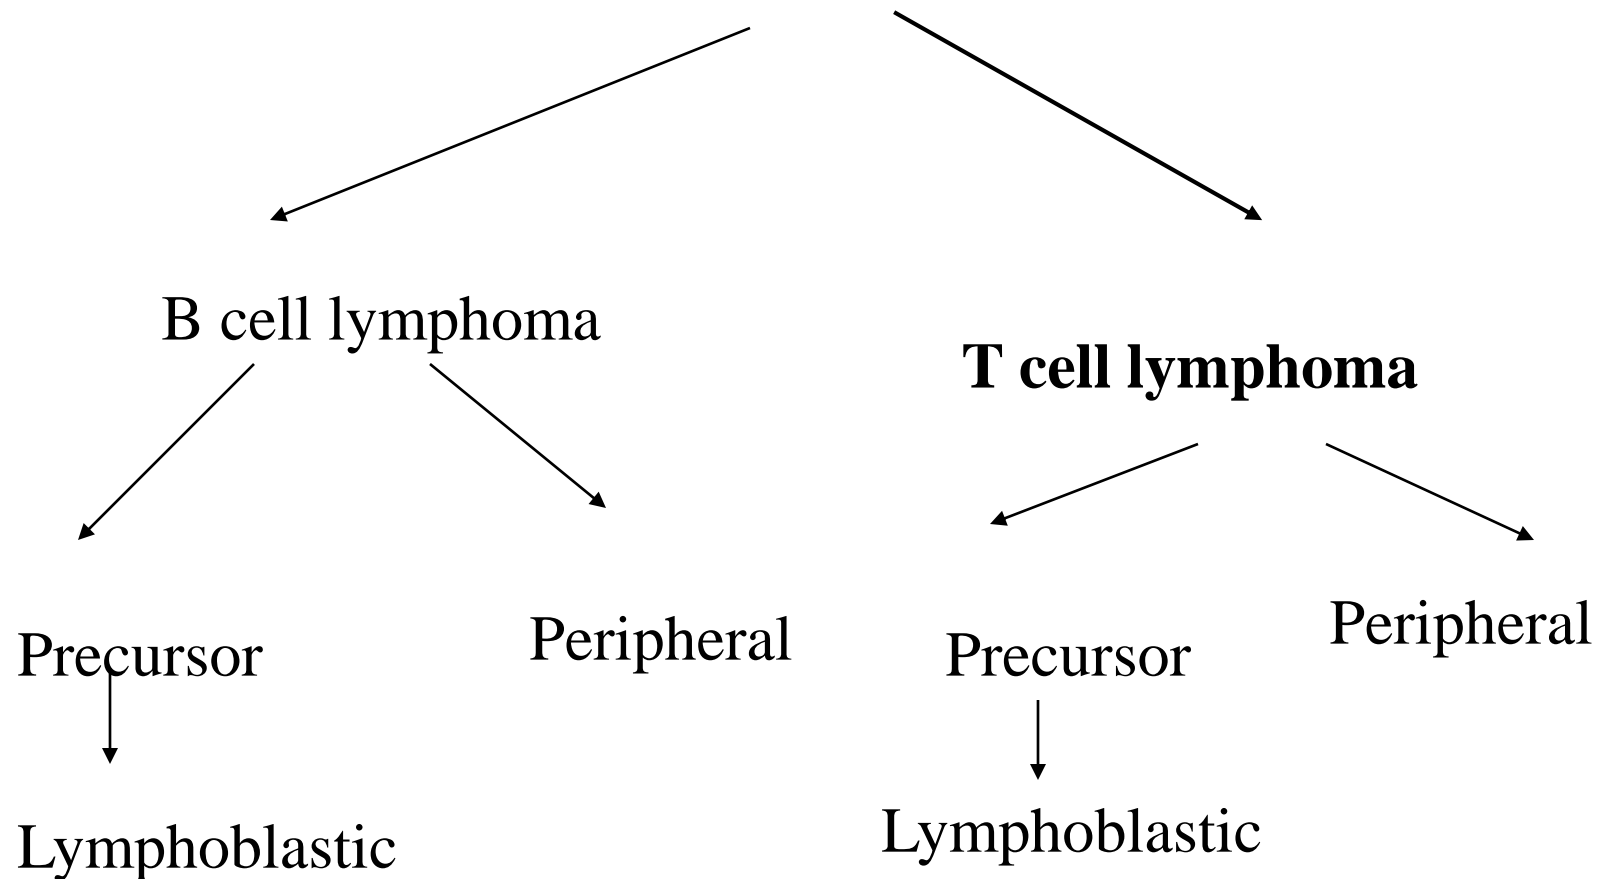 B cell lymphoma
T cell lymphoma
Precursor
Peripheral
Precursor
Peripheral
Lymphoblastic
Lymphoblastic